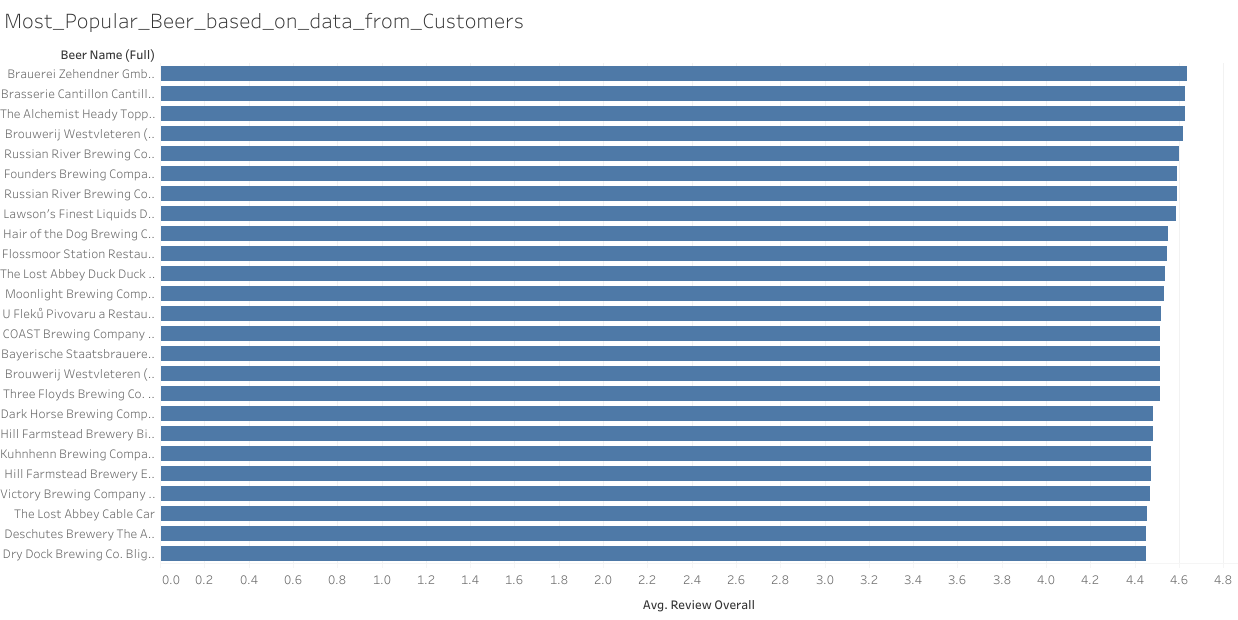 Most_Popular_Beer_based_on_data_from_Customers
Beer Name (Full)
Brauerei Zehendner Gmb..
Brasserie Cantillon Cantill..
The Alchemist Heady Topp..
Brouwerij Westvleteren (..
Russian River Brewing Co..
Founders Brewing Compa..
Russian River Brewing Co..
Lawson's Finest Liquids D..
Hair of the Dog Brewing C..
Flossmoor Station Restau..
The Lost Abbey Duck Duck ..
Moonlight Brewing Comp..
U Fleků Pivovaru a Restau..
COAST Brewing Company ..
Bayerische Staatsbrauere..
Brouwerij Westvleteren (..
Three Floyds Brewing Co. ..
Dark Horse Brewing Comp..
Hill Farmstead Brewery Bi..
Kuhnhenn Brewing Compa..
Hill Farmstead Brewery E..
Victory Brewing Company ..
The Lost Abbey Cable Car
Deschutes Brewery The A..
Dry Dock Brewing Co. Blig..
0.0 0.2 0.4 0.6 0.8 1.0 1.2 1.4 1.6 1.8 2.0 2.2 2.4 2.6 2.8 3.0 3.2 3.4 3.6 3.8 4.0 4.2 4.4 4.6 4.8
Avg. Review Overall